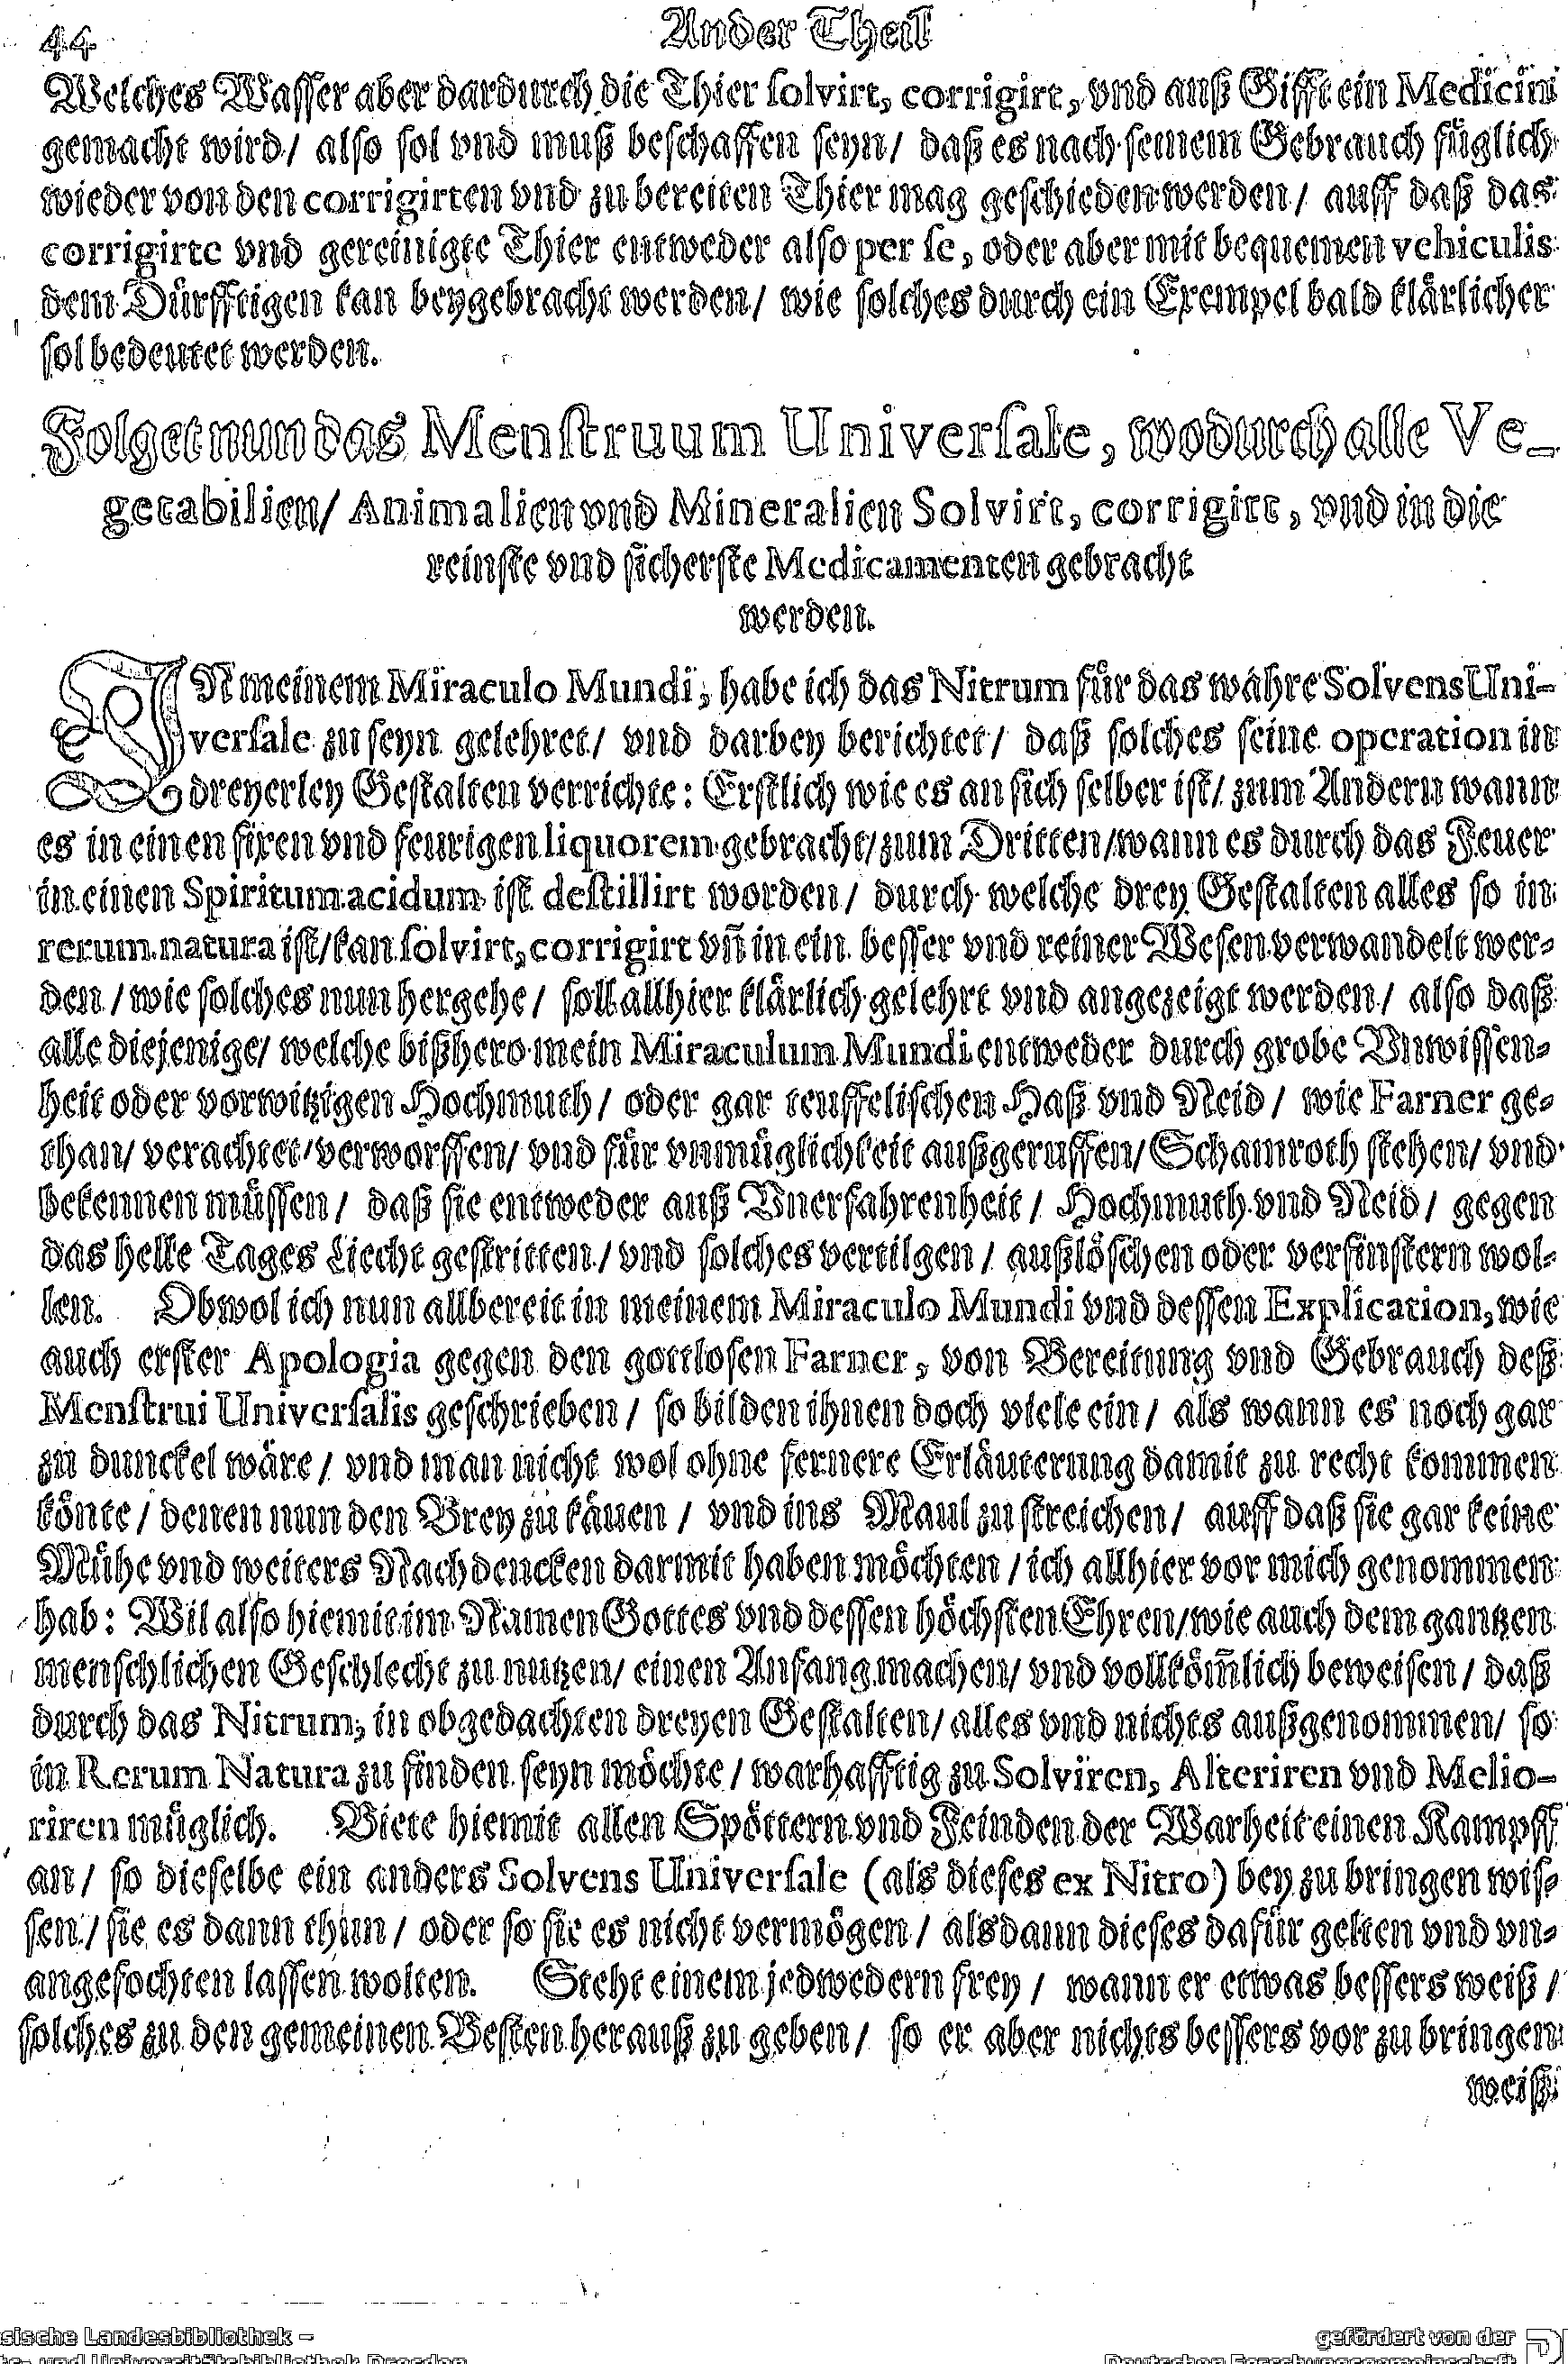 44
Ander Theil
Welches Wasser aber dardurch die Thier solvirt, corrigirt, vnd auß Gifft ein Medicin
gemacht wird / also sol vnd muß beschaffen seyn / daß es nach seinem Gebrauch füglich
wieder von den corrigirten vnd zu bereiten Thier mag geschieden werden / auff daß das
corrigirte vnd gereinigte Thier entweder also per se, oder aber mit bequemen vehiculis
dem Dürfftigen kan beygebracht werden / wie solches durch ein Exempel bald klärlicher
sol bedeutet werden.
Folget nun das Menstruum Universale, wodurch alle Ve-
getabilien / Animalien vnd Mineralien Solvirt, corrigirt, vnd in die
reinste vnd sicherste Medicamenten gebracht
werden.
IN meinem Miraculo Mundi, habe ich das Nitrum für das wahre Solvens Uni-
versale zu seyn gelehret / vnd darbey berichtet / daß solches seine operation in
dreyerley Gestalten verrichte: Erstlich wie es an sich selber ist / zum Andern wann
es in einen fixen vnd feurigen liquorem gebracht / zum Dritten / wann es durch das Feuer
in einen Spiritum acidum ist destillirt worden / durch welche drey Gestalten alles so in
rerum natura ist / kan solvirt, corrigirt vñ in ein besser vnd reiner Wesen verwandelt wer-
den / wie solches nun hergehe / soll allhier klärlich gelehrt vnd angezeigt werden / also daß
alle diejenige / welche bißhero mein Miraculum Mundi entweder durch grobe Vnwissen-
heit oder vorwitzigen Hochmuth / oder gar teuffelischen Haß vnd Neid / wie Farner ge-
than / verachtet / verworffen / vnd für vnmüglichkeit außgeruffen / Schamroth stehen / vnd
bekennen müssen / daß sie entweder auß Vnerfahrenheit / Hochmuth vnd Neid / gegen
das helle Tages Liecht gestritten / vnd solches vertilgen / außlöschen oder verfinstern wol-
len. Obwol ich nun allbereit in meinem Miraculo Mundi vnd dessen Explication, wie
auch erster Apologia gegen den gottlosen Farner, von Bereitung vnd Gebrauch deß
Menstrui Universalis geschrieben / so bilden ihnen doch viele ein / als wann es noch gar
zu dunckel wäre / vnd man nicht wol ohne fernere Erläuterung damit zu recht kommen
könte / denen nun den Brey zu käuen / vnd ins Maul zu streichen / auff daß sie gar keine
Mühe vnd weiters Nachdencken darmit haben möchten / ich allhier vor mich genommen
hab: Wil also hiemit im Namen Gottes vnd dessen höchsten Ehren / wie auch dem gantzen
menschlichen Geschlecht zu nutzen / einen Anfang machen / vnd vollköm̃lich beweisen / daß
durch das Nitrum, in obgedachten dreyen Gestalten / alles vnd nichts außgenommen / so
in Rerum Natura zu finden seyn möchte / warhafftig zu Solviren, Alteriren vnd Melio-
riren müglich. Biete hiemit allen Spöttern vnd Feinden der Warheit einen Kampff
an / so dieselbe ein anders Solvens Universale (als dieses ex Nitro) bey zu bringen wis-
sen / sie es dann thun / oder so sie es nicht vermögen / alsdann dieses dafür gelten vnd vn-
angefochten lassen wolten. Steht einem jedwedern frey / wann er etwas bessers weiß /
solches zu den gemeinen Besten herauß zu geben / so er aber nichts bessers vor zu bringen
weiß
sische Landesbibliothek –
ts- und Universitätsbibliothek Dresden
gefördert von der
Deutschen Forschungsgemeinschaft